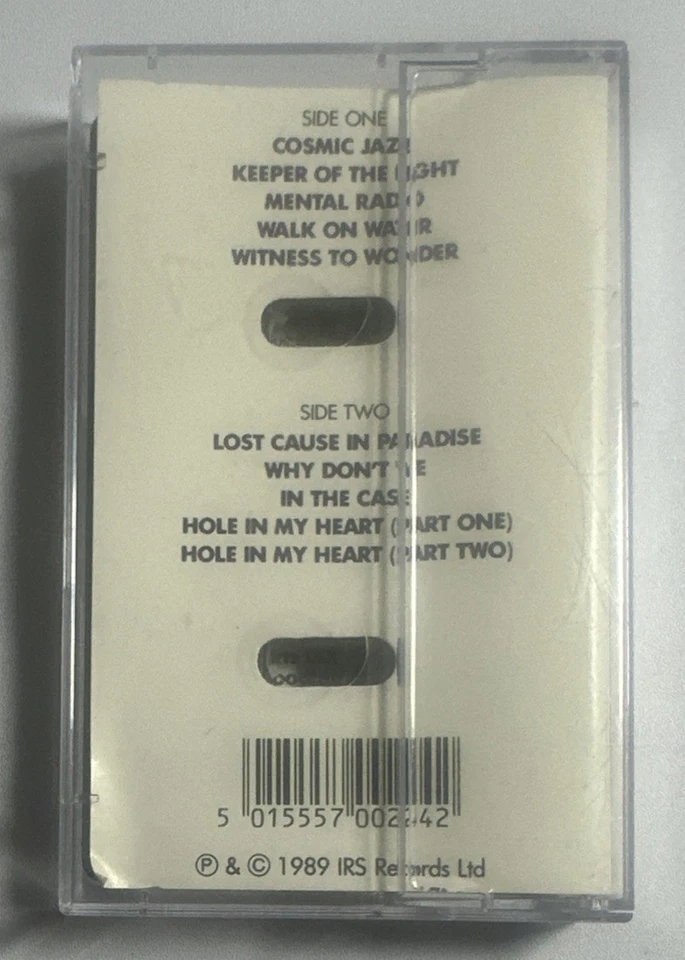 SIDE ONE
COSMIC JAZZ
KEEPER OF THE LIGHT
MENTAL RADIO
WALK ON WATER
WITNESS TO WONDER
SIDE TWO
LOST CAUSE IN PARADISE
WHY DON'T WE
IN THE CASE
HOLE IN MY HEART (PART ONE)
HOLE IN MY HEART (PART TWO)
5 015557 002242
Ⓟ & © 1989 IRS Records Ltd